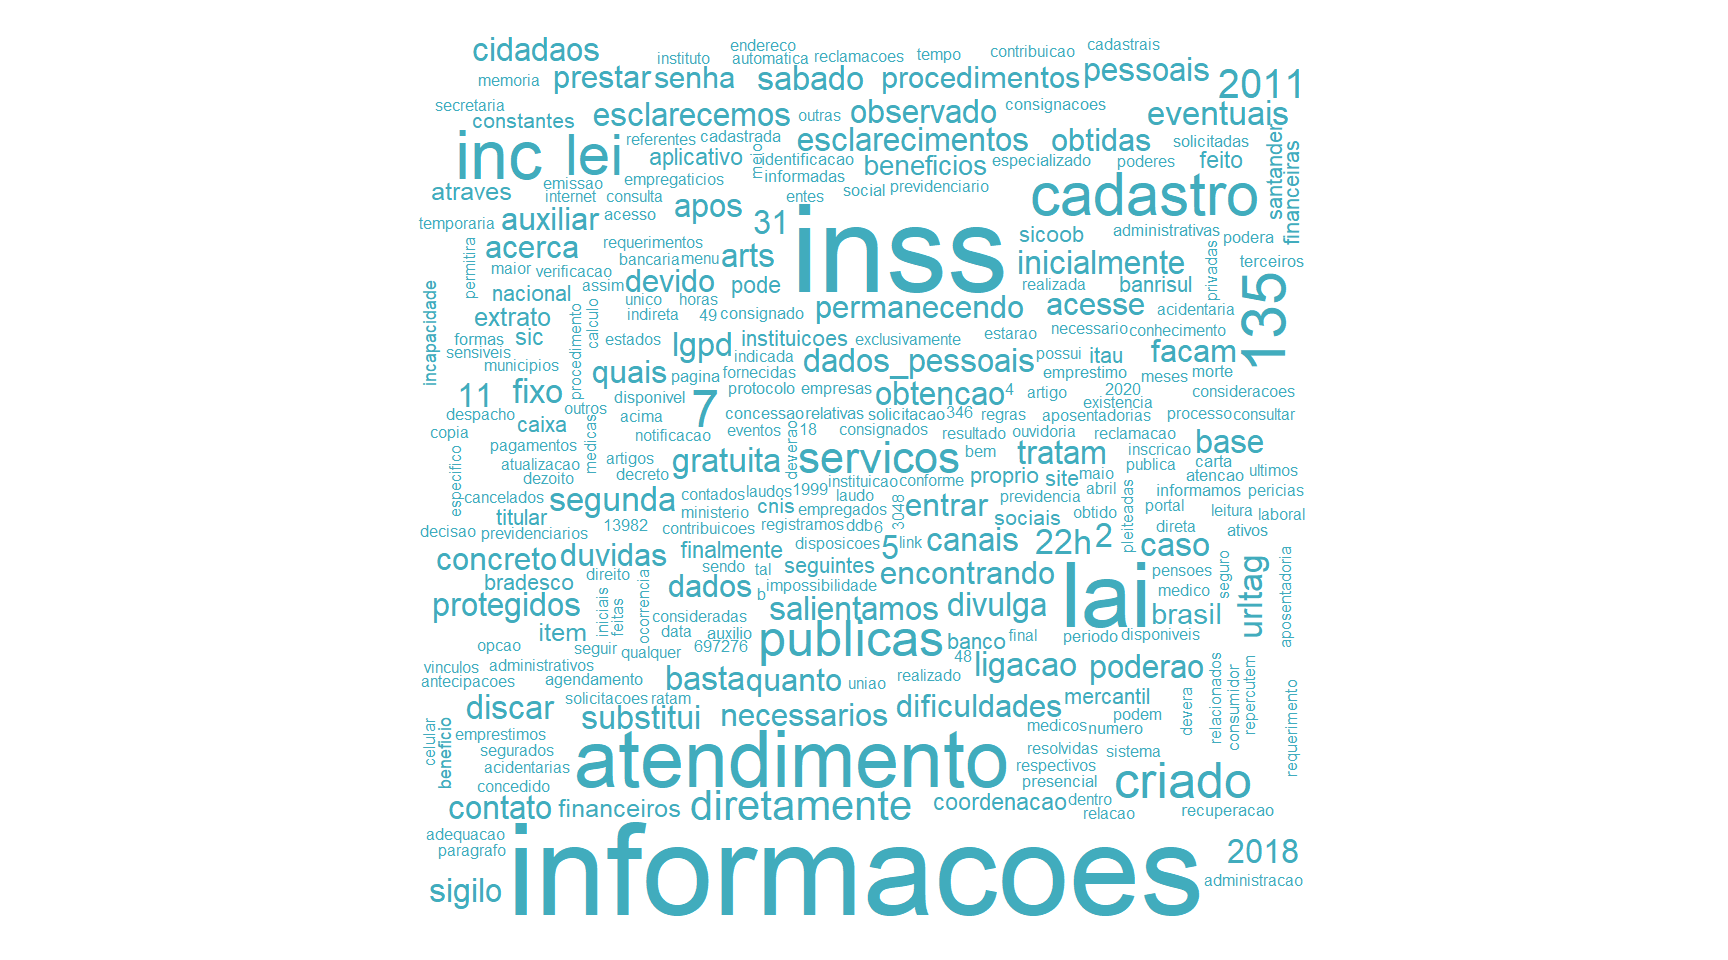 cidadaos
instituto
endereco
automatica
reclamacoes
tempo
contribuicao
cadastrais
memoria
prestar
senha
sabado
procedimentos
pessoais
2011
secretaria
constantes
esclarecemos
outras
observado
consignacoes
eventuais
inc
lei
referentes
cadastrada
esclarecimentos
obtidas
solicitadas
santander
financeiras
aplicativo
meio
identificacao
beneficios
especializado
poderes
feito
atraves
emissao
empregaticios
informadas
internet
consulta
social
previdenciario
entes
cadastro
temporaria
auxiliar
acesso
apos
31
inss
sicoob
administrativas
podera
permitira
acerca
requerimentos
bancaria
menu
arts
inicialmente
privadas
terceiros
maior
verificacao
assim
devido
pode
realizada
banrisul
135
incapacidade
nacional
unico
horas
indireta
49
consignado
permanecendo
acesse
acidentaria
extrato
procedimento
calculo
formas
sic
estados
lgpd
instituicoes
exclusivamente
estarao
necessario
conhecimento
sensiveis
municipios
indicada
dados_pessoais
possui
itau
facam
quais
pagina
fornecidas
emprestimo
meses
morte
11
fixo
disponivel
protocolo
empresas
obtencao
4
artigo
2020
consideracoes
existencia
despacho
outros
acima
7
concessao
relativas
solicitacao
346
regras
aposentadorias
processo
consultar
copia
caixa
medicas
notificacao
eventos
18
consignados
resultado
ouvidoria
reclamacao
base
pagamentos
deverao
servicos
bem
tratam
inscricao
especifico
atualizacao
artigos
gratuita
publica
carta
dezoito
decreto
instituicao
conforme
proprio
site
maio
atencao
ultimos
cancelados
segunda
contados
laudos
1999
laudo
3048
entrar
previdencia
abril
pleiteadas
informamos
pericias
titular
ministerio
cnis
empregados
sociais
obtido
portal
leitura
laboral
decisao
previdenciarios
13982
contribuicoes
registramos
ddb
6
direta
ativos
concreto
duvidas
finalmente
disposicoes
5
link
canais
22h
2
caso
bradesco
direito
sendo
tal
seguintes
encontrando
lai
pensoes
seguro
aposentadoria
iniciais
feitas
ocorrencia
dados
b
impossibilidade
medico
urltag
protegidos
consideradas
salientamos
divulga
brasil
item
data
auxilio
publicas
banco
final
periodo
disponiveis
opcao
seguir
qualquer
697276
48
vinculos
administrativos
ligacao
poderao
relacionados
consumidor
repercutem
antecipacoes
agendamento
basta
quanto
uniao
realizado
requerimento
discar
solicitacoes
ratam
dificuldades
mercantil
devera
substitui
necessarios
podem
medicos
numero
celular
beneficio
emprestimos
segurados
atendimento
resolvidas
sistema
acidentarias
respectivos
concedido
presencial
criado
contato
financeiros
diretamente
coordenacao
dentro
relacao
recuperacao
adequacao
paragrafo
informacoes
2018
sigilo
administracao